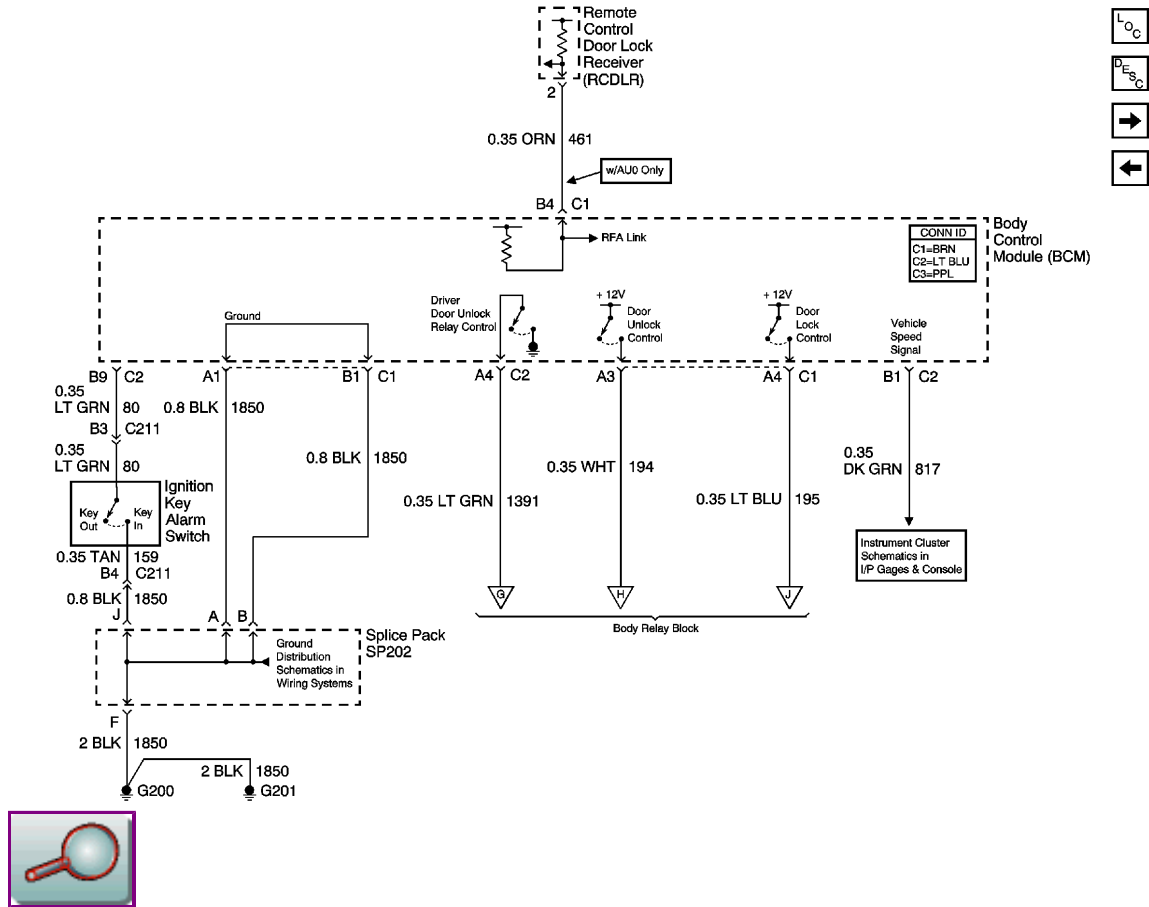 Remote
Control
Door Lock
Receiver
(RCDLR)
LOC
DESC
2
0.35 ORN 461
w/AU0 Only
B4 C1
RFA Link
CONN ID
C1=BRN
C2=LT BLU
C3=PPL
Body
Control
Module (BCM)
Ground
Driver
Door Unlock
Relay Control
+ 12V
Door
Unlock
Control
+ 12V
Door
Lock
Control
Vehicle
Speed
Signal
B9 C2
A1
B1 C1
A4 C2
A3
A4 C1
B1 C2
0.35
LT GRN 80
0.8 BLK 1850
B3 C211
0.35
LT GRN 80
0.8 BLK 1850
0.35 LT GRN 1391
0.35 WHT 194
0.35 LT BLU 195
0.35
DK GRN 817
Ignition
Key
Alarm
Switch
Key
Out
Key
In
Instrument Cluster
Schematics in
I/P Gages & Console
0.35 TAN 159
B4 C211
0.8 BLK 1850
J
A
B
G
H
J
Body Relay Block
Splice Pack
SP202
Ground
Distribution
Schematics in
Wiring Systems
F
2 BLK 1850
2 BLK 1850
G200
G201